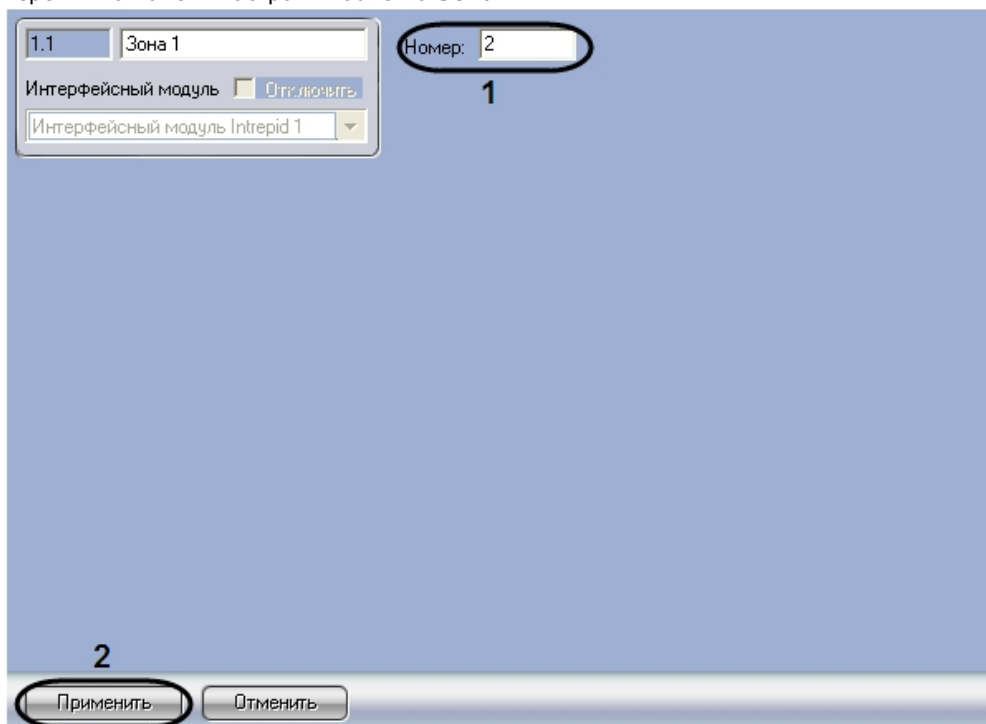 1.1 Зона 1 Номер: 2
1
Интерфейсный модуль Отключить
Интерфейсный модуль Intrepid 1
2
Применить Отменить